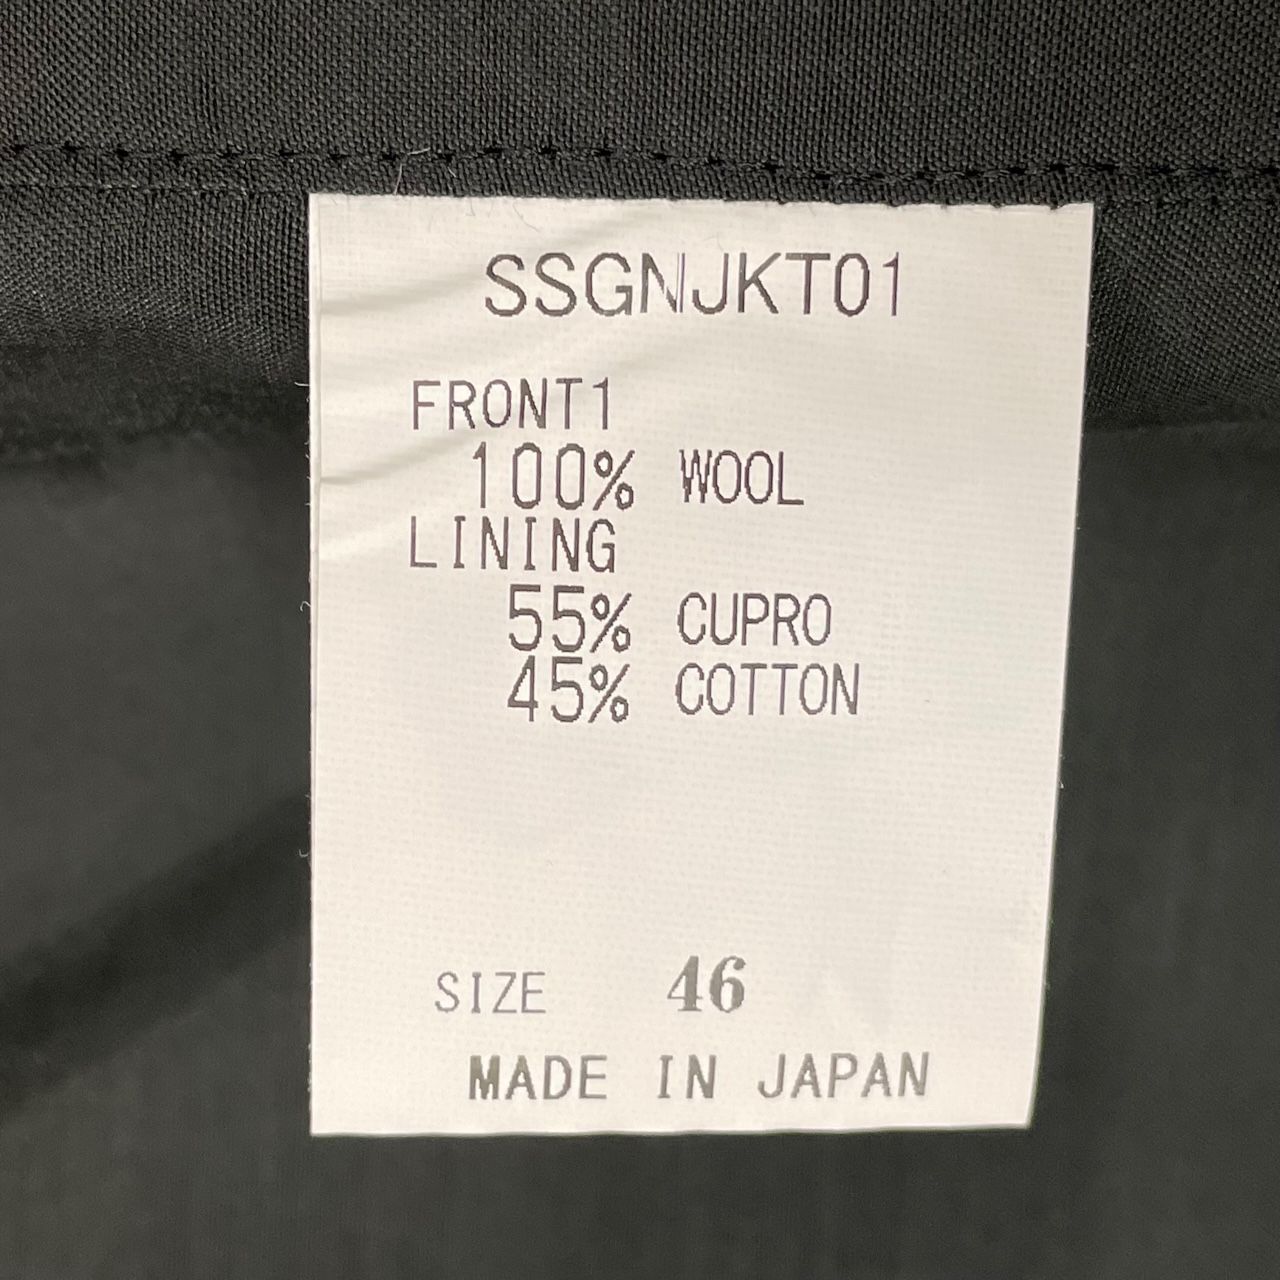 SSGNJKT01
FRONT1
100% WOOL
LINING
55% CUPRO
45% COTTON
SIZE 46
MADE IN JAPAN